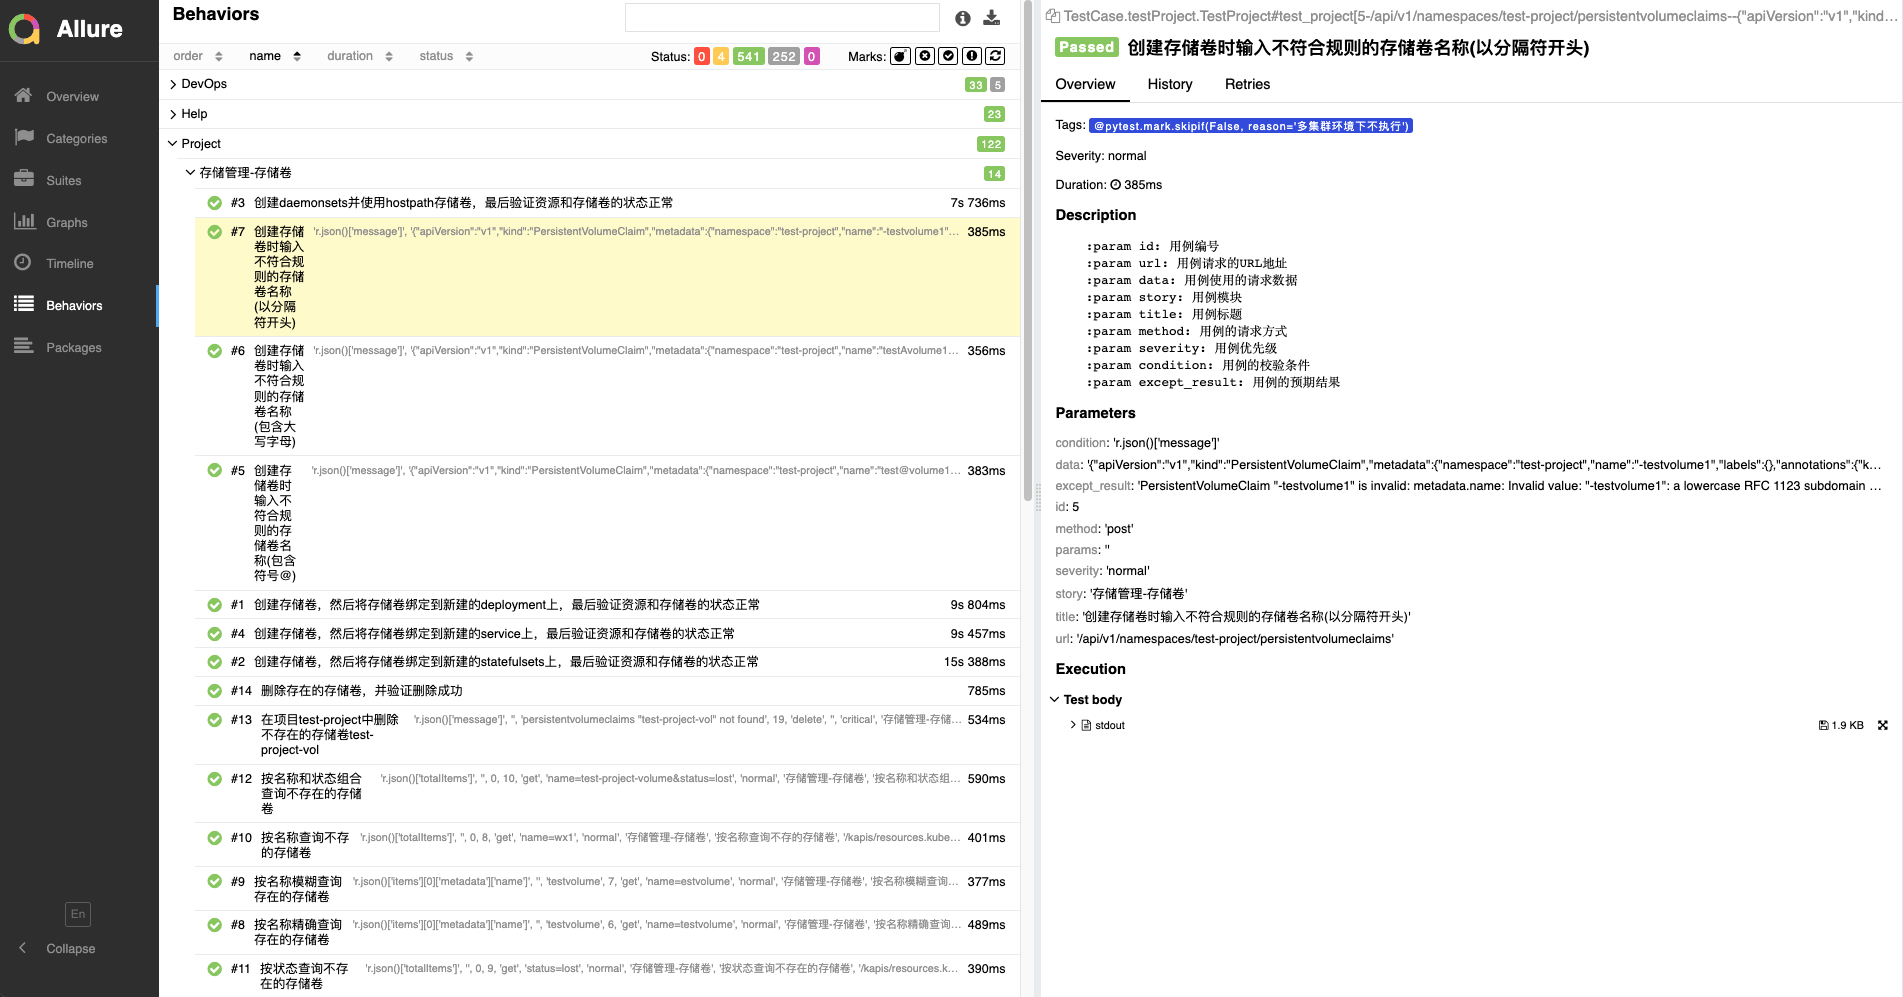 Allure
Overview
Categories
Suites
Graphs
Timeline
Behaviors
Packages
En
Collapse
Behaviors
order name duration status Status: 0 4 541 252 0 Marks:
DevOps 33 5
Help 23
Project 122
存储管理-存储卷 14
#3 创建daemonsets并使用hostpath存储卷，最后验证资源和存储卷的状态正常 7s 736ms
#7 创建存储 'r.json()['message']', '{"apiVersion":"v1","kind":"PersistentVolumeClaim","metadata":{"namespace":"test-project","name":"-testvolume1"… 385ms
卷时输入
不符合规
则的存储
卷名称
(以分隔
符开头)
#6 创建存储 'r.json()['message']', '{"apiVersion":"v1","kind":"PersistentVolumeClaim","metadata":{"namespace":"test-project","name":"testAvolume1… 356ms
卷时输入
不符合规
则的存储
卷名称
(包含大
写字母)
#5 创建存 'r.json()['message']', '{"apiVersion":"v1","kind":"PersistentVolumeClaim","metadata":{"namespace":"test-project","name":"test@volume1… 383ms
储卷时
输入不
符合规
则的存
储卷名
称(包含
符号@)
#1 创建存储卷，然后将存储卷绑定到新建的deployment上，最后验证资源和存储卷的状态正常 9s 804ms
#4 创建存储卷，然后将存储卷绑定到新建的service上，最后验证资源和存储卷的状态正常 9s 457ms
#2 创建存储卷，然后将存储卷绑定到新建的statefulsets上，最后验证资源和存储卷的状态正常 15s 388ms
#14 删除存在的存储卷，并验证删除成功 785ms
#13 在项目test-project中删除 'r.json()['message']', '', 'persistentvolumeclaims "test-project-vol" not found', 19, 'delete', '', 'critical', '存储管理-存储… 534ms
不存在的存储卷test-
project-vol
#12 按名称和状态组合 'r.json()['totalItems']', '', 0, 10, 'get', 'name=test-project-volume&status=lost', 'normal', '存储管理-存储卷', '按名称和状态组… 590ms
查询不存在的存储
卷
#10 按名称查询不存 'r.json()['totalItems']', '', 0, 8, 'get', 'name=wx1', 'normal', '存储管理-存储卷', '按名称查询不存的存储卷', '/kapis/resources.kube… 401ms
的存储卷
#9 按名称模糊查询 'r.json()['items'][0]['metadata']['name']', '', 'testvolume', 7, 'get', 'name=estvolume', 'normal', '存储管理-存储卷', '按名称模糊查询… 377ms
存在的存储卷
#8 按名称精确查询 'r.json()['items'][0]['metadata']['name']', '', 'testvolume', 6, 'get', 'name=testvolume', 'normal', '存储管理-存储卷', '按名称精确查询… 489ms
存在的存储卷
#11 按状态查询不存 'r.json()['totalItems']', '', 0, 9, 'get', 'status=lost', 'normal', '存储管理-存储卷', '按状态查询不存在的存储卷', '/kapis/resources.k… 390ms
在的存储卷
TestCase.testProject.TestProject#test_project[5-/api/v1/namespaces/test-project/persistentvolumeclaims--{"apiVersion":"v1","kind…
Passed 创建存储卷时输入不符合规则的存储卷名称(以分隔符开头)
Overview History Retries
Tags: @pytest.mark.skipif(False, reason='多集群环境下不执行')
Severity: normal
Duration: 385ms
Description
:param id: 用例编号
:param url: 用例请求的URL地址
:param data: 用例使用的请求数据
:param story: 用例模块
:param title: 用例标题
:param method: 用例的请求方式
:param severity: 用例优先级
:param condition: 用例的校验条件
:param except_result: 用例的预期结果
Parameters
condition: 'r.json()['message']'
data: '{"apiVersion":"v1","kind":"PersistentVolumeClaim","metadata":{"namespace":"test-project","name":"-testvolume1","labels":{},"annotations":{"k…
except_result: 'PersistentVolumeClaim "-testvolume1" is invalid: metadata.name: Invalid value: "-testvolume1": a lowercase RFC 1123 subdomain …
id: 5
method: 'post'
params: ''
severity: 'normal'
story: '存储管理-存储卷'
title: '创建存储卷时输入不符合规则的存储卷名称(以分隔符开头)'
url: '/api/v1/namespaces/test-project/persistentvolumeclaims'
Execution
Test body
stdout 1.9 KB